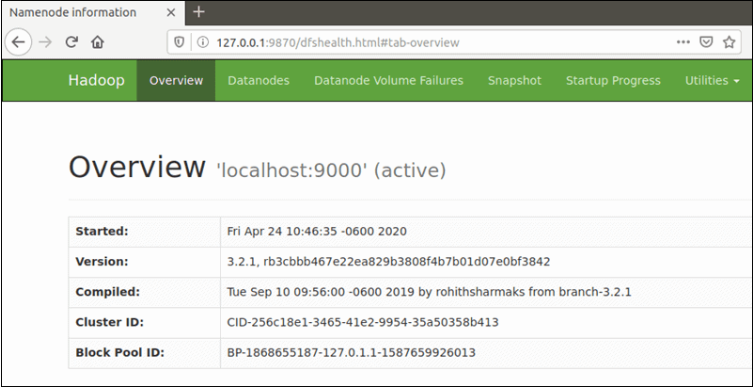 Namenode information
127.0.0.1:9870/dfshealth.html#tab-overview
Hadoop Overview Datanodes Datanode Volume Failures Snapshot Startup Progress Utilities
Overview 'localhost:9000' (active)
Started: Fri Apr 24 10:46:35 -0600 2020
Version: 3.2.1, rb3cbbb467e22ea829b3808f4b7b01d07e0bf3842
Compiled: Tue Sep 10 09:56:00 -0600 2019 by rohithsharmaks from branch-3.2.1
Cluster ID: CID-256c18e1-3465-41e2-9954-35a50358b413
Block Pool ID: BP-1868655187-127.0.1.1-1587659926013